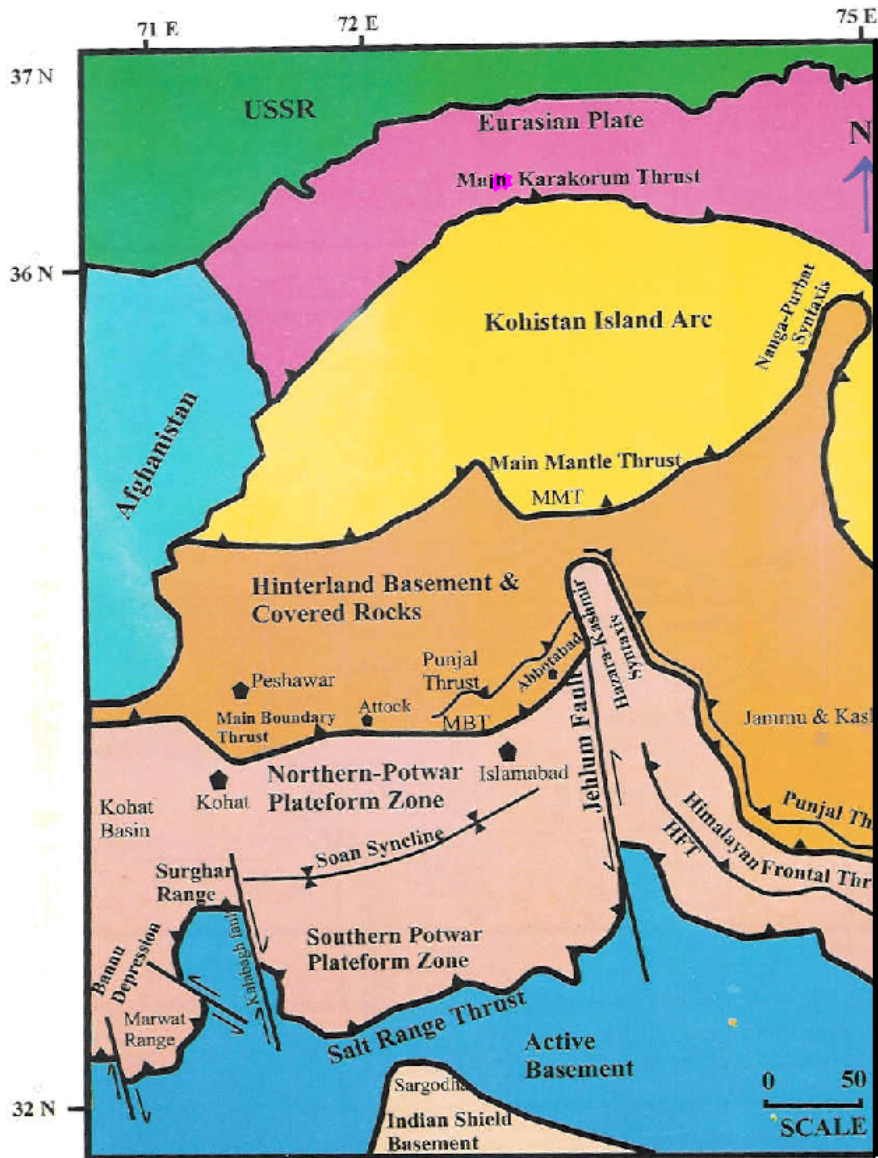 71 E
72 E
75 E
37 N
USSR
Eurasian Plate
N
Main Karakorum Thrust
36 N
Nanga-Purbat
Syntaxis
Kohistan Island Arc
Afghanistan
Main Mantle Thrust
MMT
Hinterland Basement &
Covered Rocks
Hazara-Kashmir
Syntaxis
Punjal
Thrust
Abbotabad
Peshawar
Attock
Main Boundary
Thrust
MBT
Jammu & Kash
Jehlum Fault
Northern-Potwar
Plateform Zone
Islamabad
Kohat
Kohat
Basin
Punjal Th
Himalayan Frontal Thr
HFT
Soan Syncline
Surghar
Range
Kalabagh fault
Southern Potwar
Plateform Zone
Bannu
Depression
Marwat
Range
Salt Range Thrust
Active
Basement
Sargodha
0 50
SCALE
32 N
Indian Shield
Basement